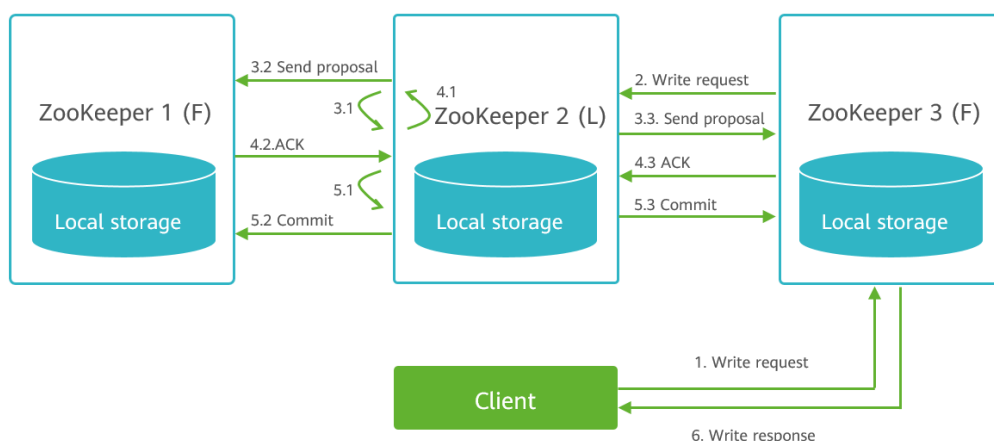 3.2 Send proposal
4.1
2. Write request
3.1
ZooKeeper 1 (F)
ZooKeeper 2 (L)
ZooKeeper 3 (F)
3.3. Send proposal
4.2.ACK
4.3 ACK
5.1
5.2 Commit
5.3 Commit
Local storage
Local storage
Local storage
1. Write request
Client
6. Write response